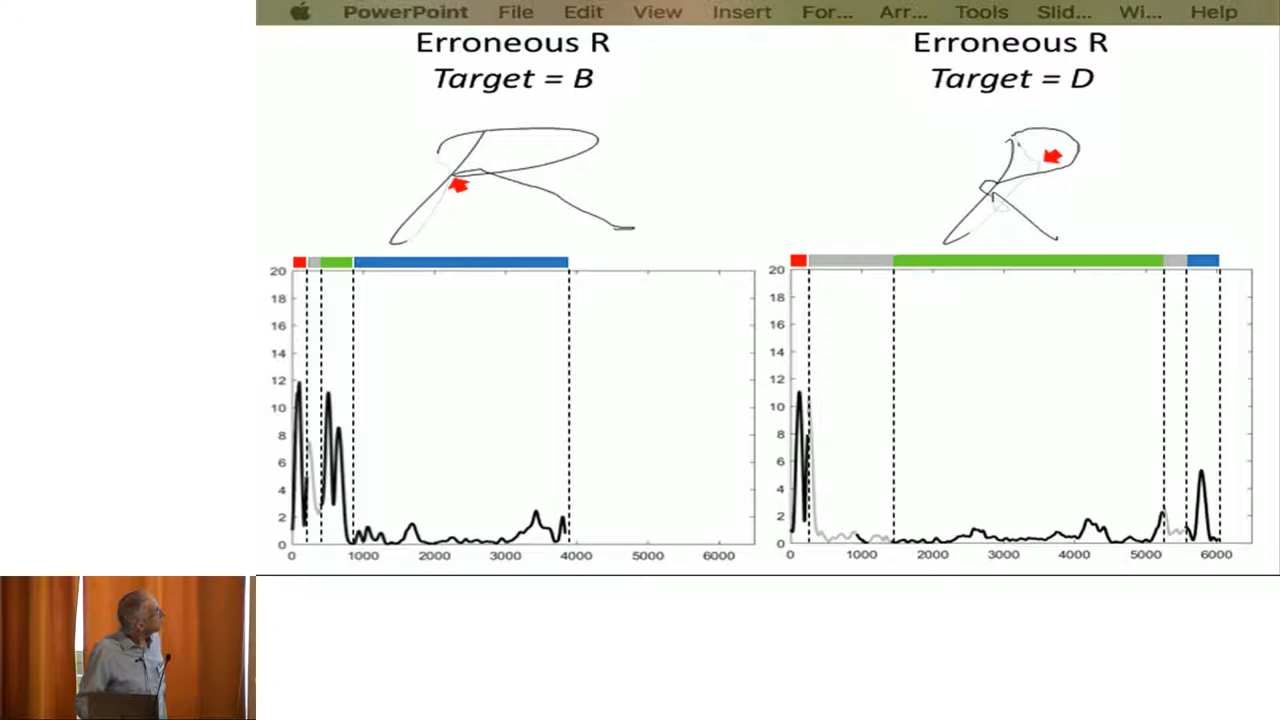 PowerPoint File Edit View Insert For... Arr... Tools Slid... Wi... Help
Erroneous R
Target = B
R
20
18
16
14
12
10
8
6
4
2
0
0 1000 2000 3000 4000 5000 6000
Erroneous R
Target = D
R
20
18
16
14
12
10
8
6
4
2
0
0 1000 2000 3000 4000 5000 6000